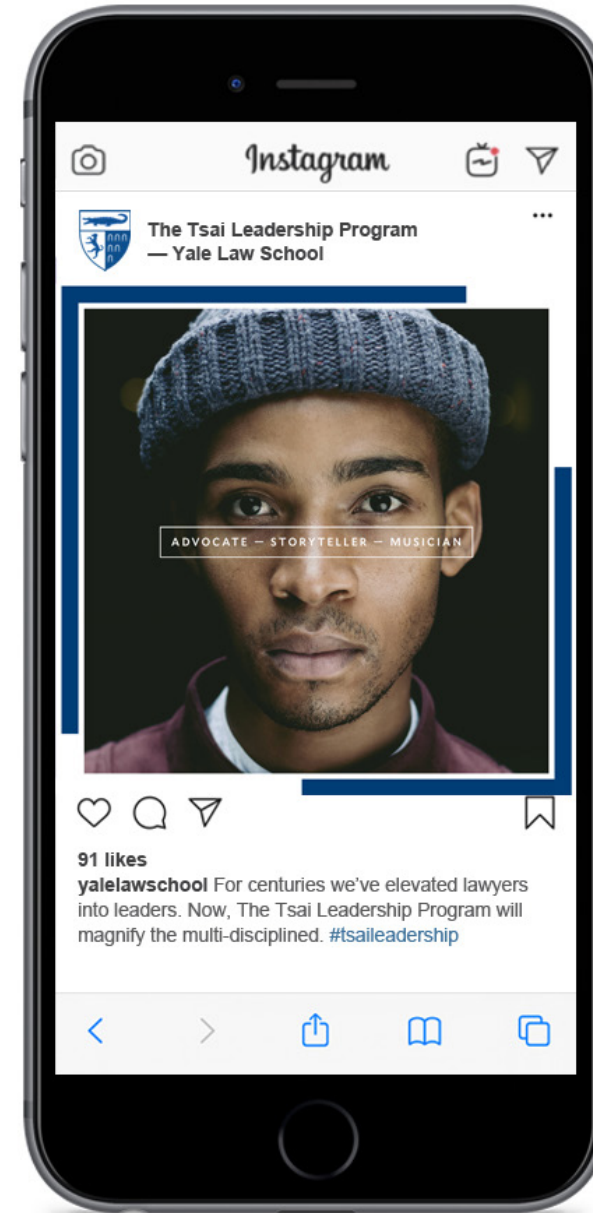 Instagram
The Tsai Leadership Program
— Yale Law School
ADVOCATE — STORYTELLER — MUSICIAN
91 likes
yalelawschool For centuries we've elevated lawyers
into leaders. Now, The Tsai Leadership Program will
magnify the multi-disciplined. #tsaileadership